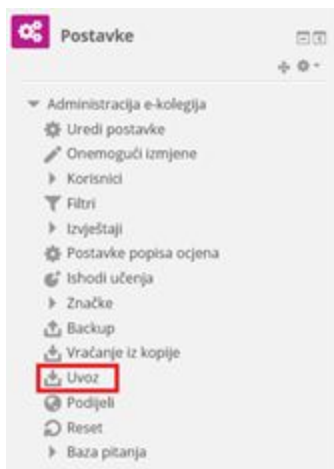 Postavke
Administracija e-kolegija
Uredi postavke
Onemogući izmjene
Korisnici
Filtri
Izvještaji
Postavke popisa ocjena
Ishodi učenja
Značke
Backup
Vraćanje iz kopije
Uvoz
Podijeli
Reset
Baza pitanja